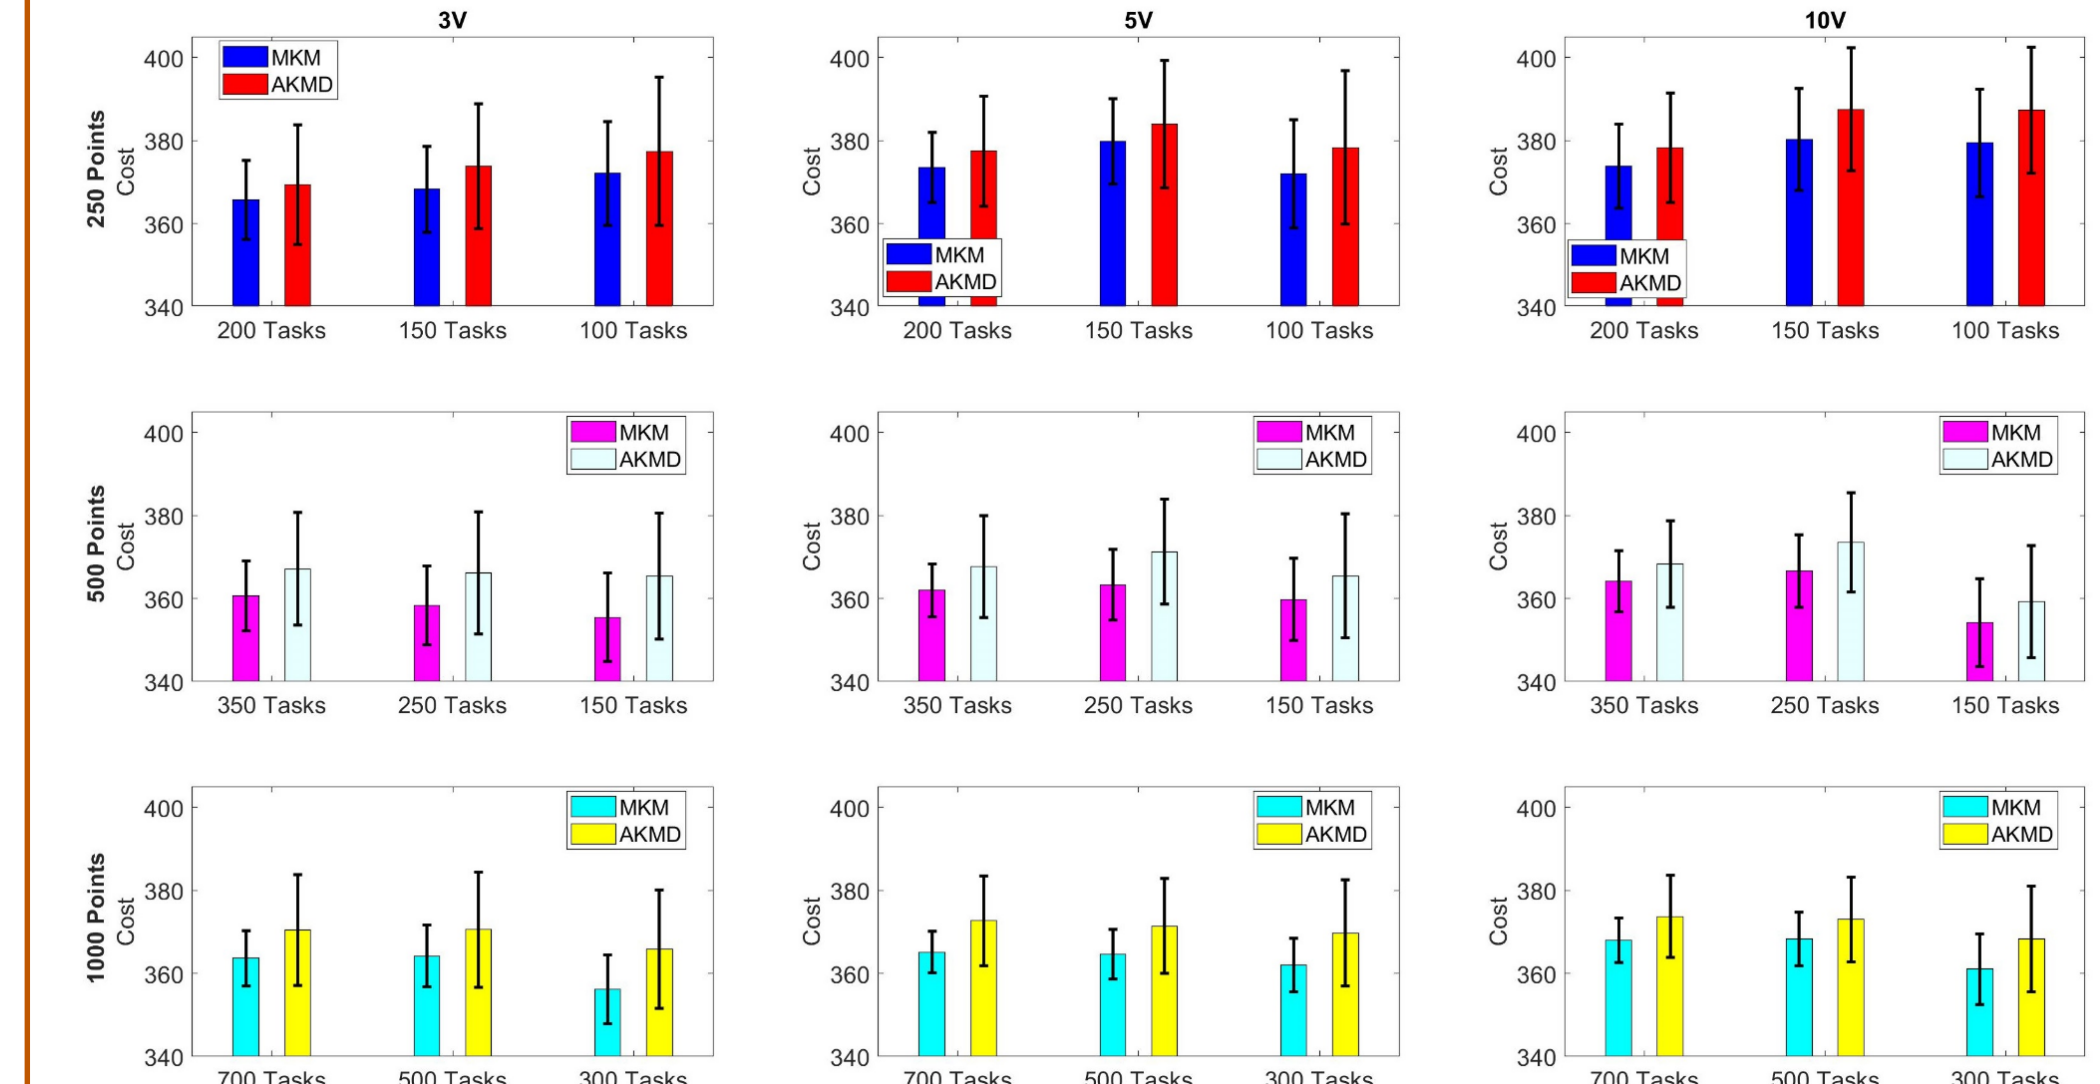 3V 5V 10V
250 Points
Cost
400
380
360
340
MKM
AKMD
200 Tasks 150 Tasks 100 Tasks
Cost
400
380
360
340
MKM
AKMD
200 Tasks 150 Tasks 100 Tasks
Cost
400
380
360
340
MKM
AKMD
200 Tasks 150 Tasks 100 Tasks
500 Points
Cost
400
380
360
340
MKM
AKMD
350 Tasks 250 Tasks 150 Tasks
Cost
400
380
360
340
MKM
AKMD
350 Tasks 250 Tasks 150 Tasks
Cost
400
380
360
340
MKM
AKMD
350 Tasks 250 Tasks 150 Tasks
1000 Points
Cost
400
380
360
340
MKM
AKMD
700 Tasks 500 Tasks 300 Tasks
Cost
400
380
360
340
MKM
AKMD
700 Tasks 500 Tasks 300 Tasks
Cost
400
380
360
340
MKM
AKMD
700 Tasks 500 Tasks 300 Tasks